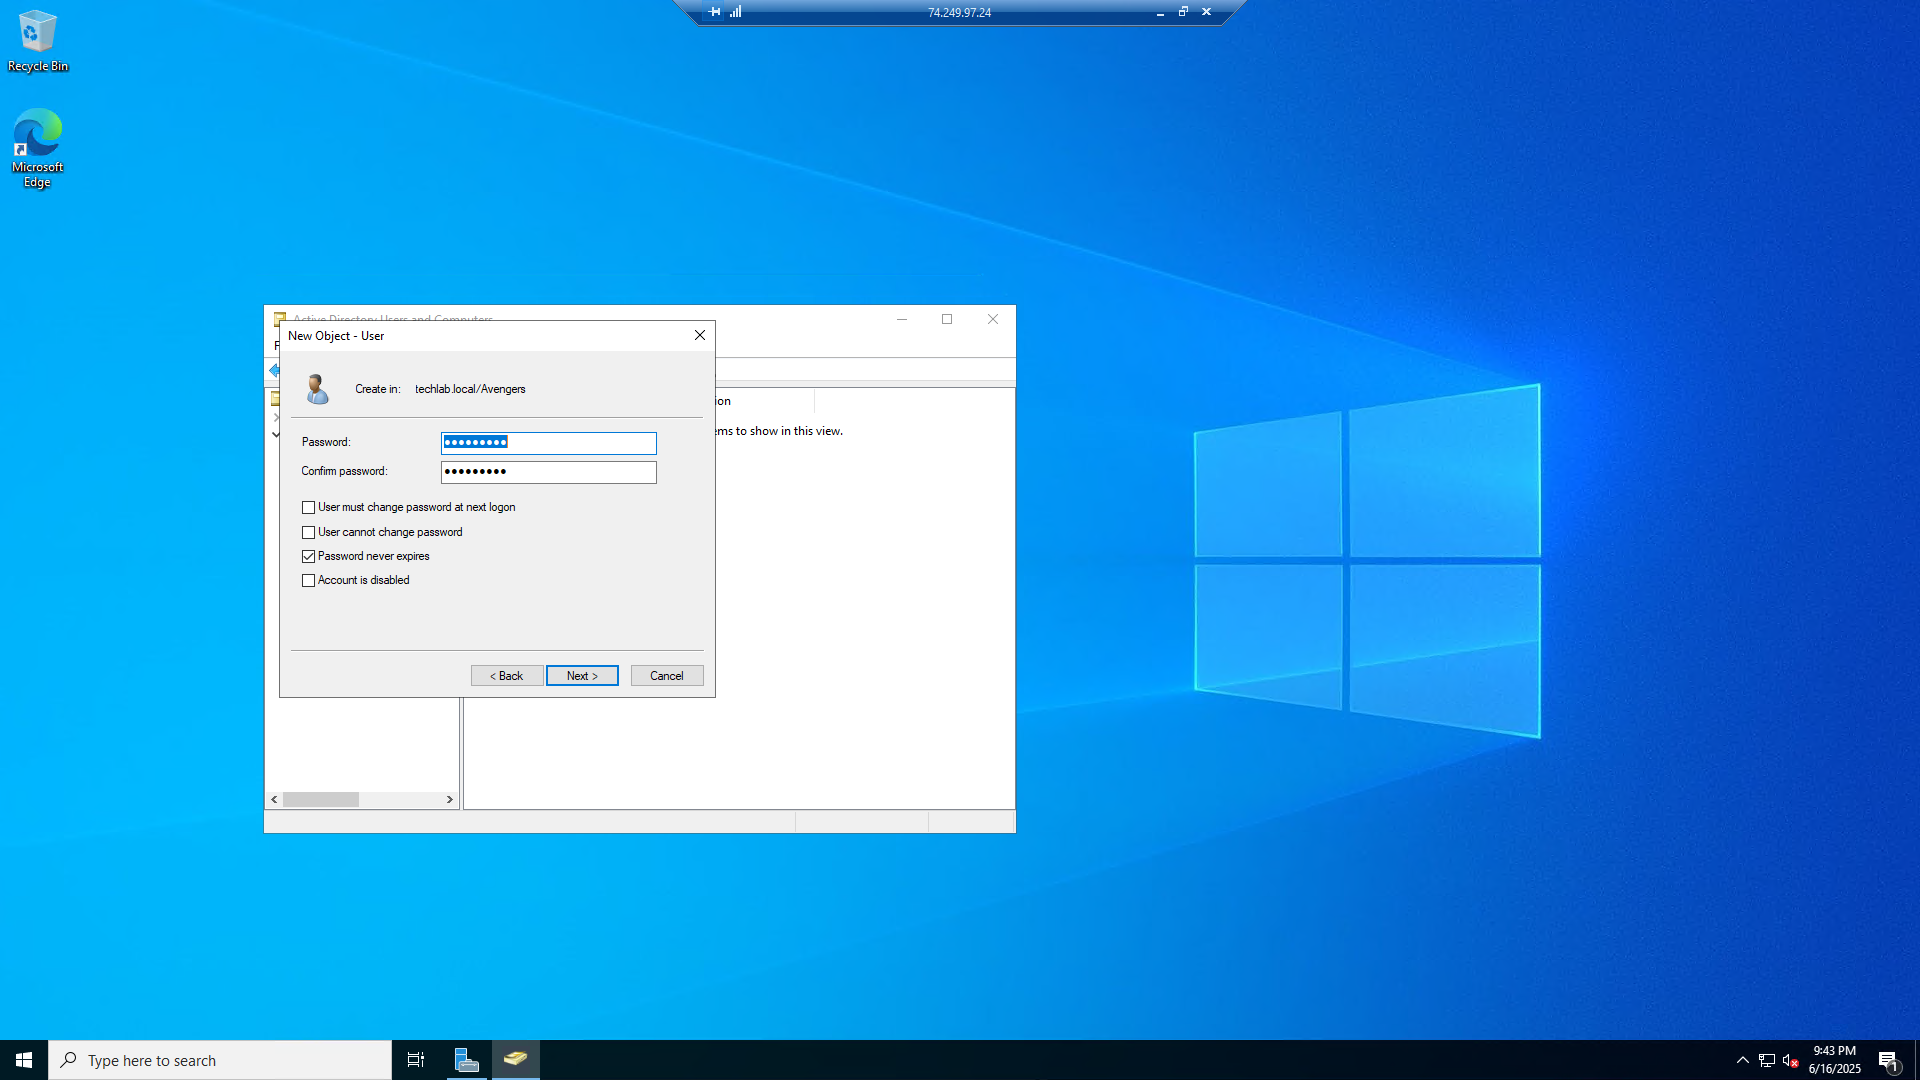 74.249.97.24
Recycle Bin
Microsoft
Edge
Active Directory Users and Computers
New Object - User
Create in: techlab.local/Avengers
Password:
Confirm password:
User must change password at next logon
User cannot change password
Password never expires
Account is disabled
< Back
Next >
Cancel
ion
ems to show in this view.
Type here to search
9:43 PM
6/16/2025
1